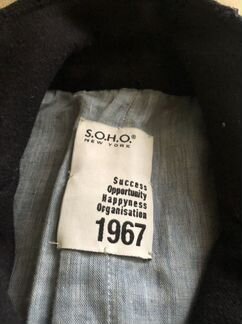 S.O.H.O.®
NEW YORK
Success
Opportunity
Happyness
Organisation
1967